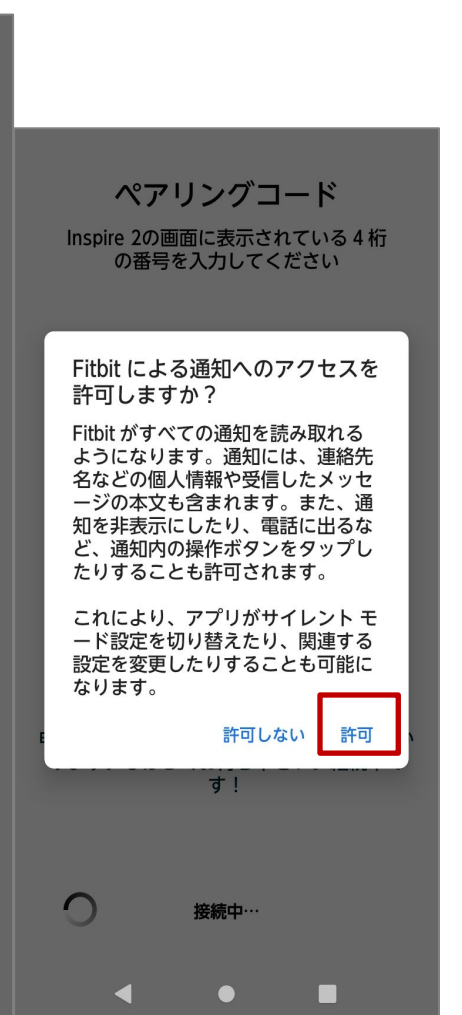 ペアリングコード
Inspire 2の画面に表示されている 4 桁
の番号を入力してください
Fitbit による通知へのアクセスを
許可しますか？
Fitbit がすべての通知を読み取れる
ようになります。通知には、連絡先
名などの個人情報や受信したメッセ
ージの本文も含まれます。また、通
知を非表示にしたり、電話に出るな
ど、通知内の操作ボタンをタップし
たりすることも許可されます。
これにより、アプリがサイレント モ
ード設定を切り替えたり、関連する
設定を変更したりすることも可能に
なります。
許可しない 許可
す！
接続中…